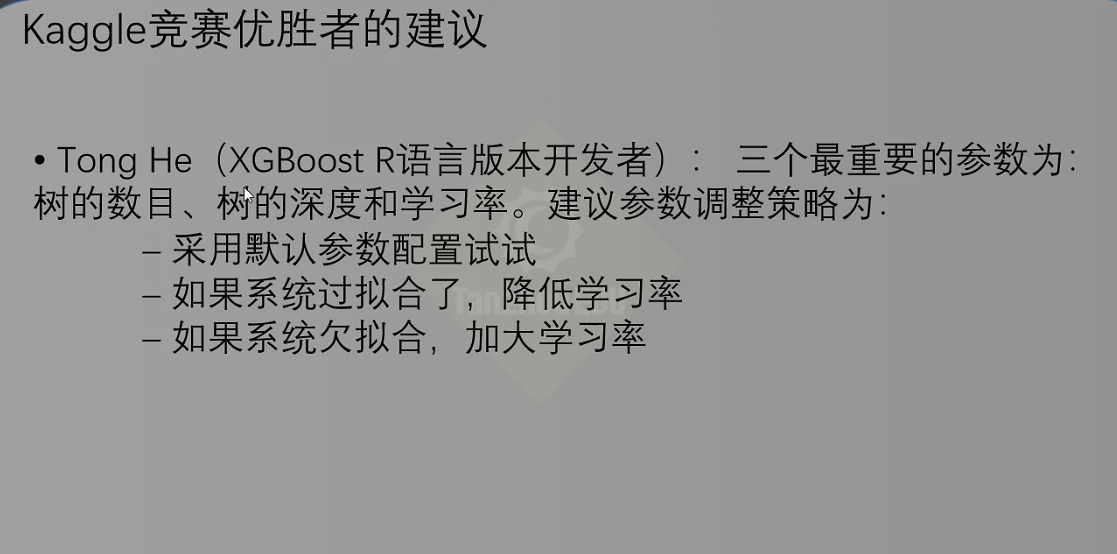 Kaggle竞赛优胜者的建议
• Tong He（XGBoost R语言版本开发者）： 三个最重要的参数为：
树的数目、树的深度和学习率。建议参数调整策略为：
– 采用默认参数配置试试
– 如果系统过拟合了，降低学习率
– 如果系统欠拟合，加大学习率